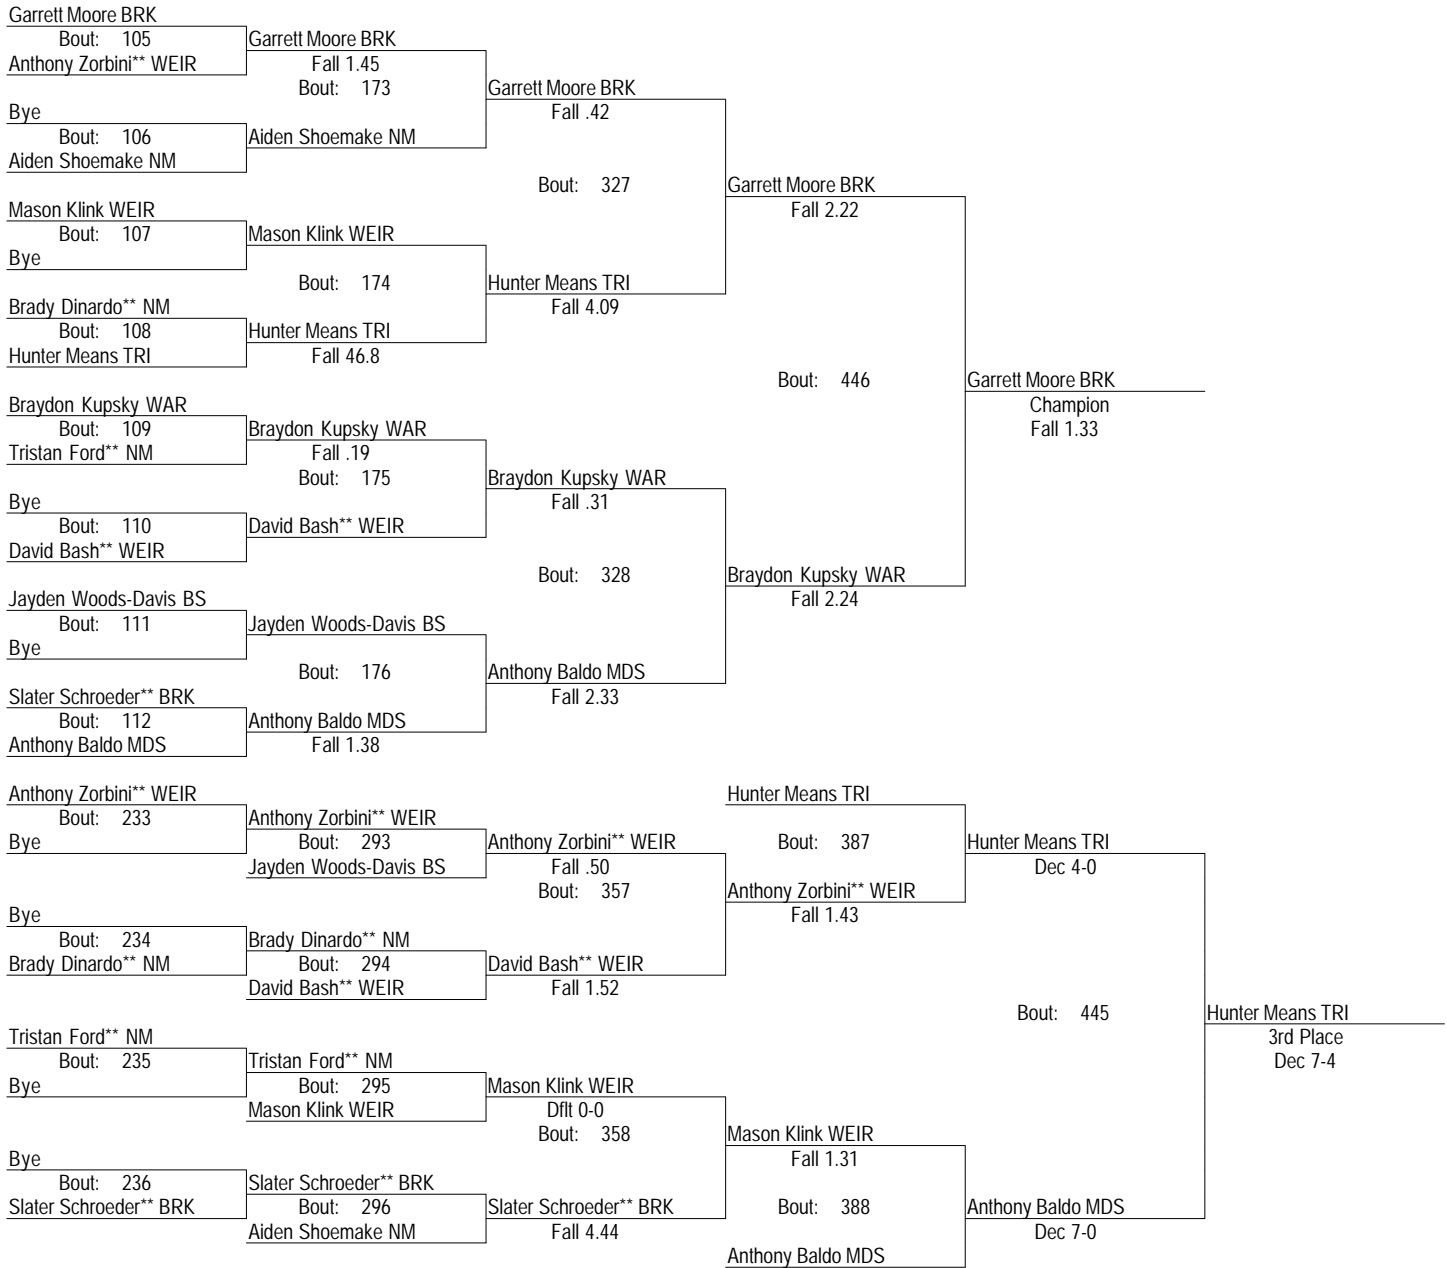 Garrett Moore BRK
Bout: 105
Garrett Moore BRK
Anthony Zorbini** WEIR
Fall 1.45
Bout: 173
Garrett Moore BRK
Bye
Fall .42
Bout: 106
Aiden Shoemake NM
Aiden Shoemake NM
Bout: 327
Garrett Moore BRK
Mason Klink WEIR
Fall 2.22
Bout: 107
Mason Klink WEIR
Bye
Bout: 174
Hunter Means TRI
Brady Dinardo** NM
Fall 4.09
Bout: 108
Hunter Means TRI
Hunter Means TRI
Fall 46.8
Bout: 446
Garrett Moore BRK
Braydon Kupsky WAR
Champion
Bout: 109
Braydon Kupsky WAR
Fall 1.33
Tristan Ford** NM
Fall .19
Bout: 175
Braydon Kupsky WAR
Bye
Fall .31
Bout: 110
David Bash** WEIR
David Bash** WEIR
Bout: 328
Braydon Kupsky WAR
Jayden Woods-Davis BS
Fall 2.24
Bout: 111
Jayden Woods-Davis BS
Bye
Bout: 176
Anthony Baldo MDS
Slater Schroeder** BRK
Fall 2.33
Bout: 112
Anthony Baldo MDS
Anthony Baldo MDS
Fall 1.38
Anthony Zorbini** WEIR
Hunter Means TRI
Bout: 233
Anthony Zorbini** WEIR
Bye
Bout: 293
Anthony Zorbini** WEIR
Bout: 387
Hunter Means TRI
Jayden Woods-Davis BS
Fall .50
Dec 4-0
Bout: 357
Anthony Zorbini** WEIR
Bye
Fall 1.43
Bout: 234
Brady Dinardo** NM
Brady Dinardo** NM
Bout: 294
David Bash** WEIR
David Bash** WEIR
Fall 1.52
Bout: 445
Hunter Means TRI
Tristan Ford** NM
3rd Place
Bout: 235
Tristan Ford** NM
Dec 7-4
Bye
Bout: 295
Mason Klink WEIR
Mason Klink WEIR
Dflt 0-0
Bout: 358
Mason Klink WEIR
Bye
Fall 1.31
Bout: 236
Slater Schroeder** BRK
Slater Schroeder** BRK
Bout: 296
Slater Schroeder** BRK
Bout: 388
Anthony Baldo MDS
Aiden Shoemake NM
Fall 4.44
Dec 7-0
Anthony Baldo MDS